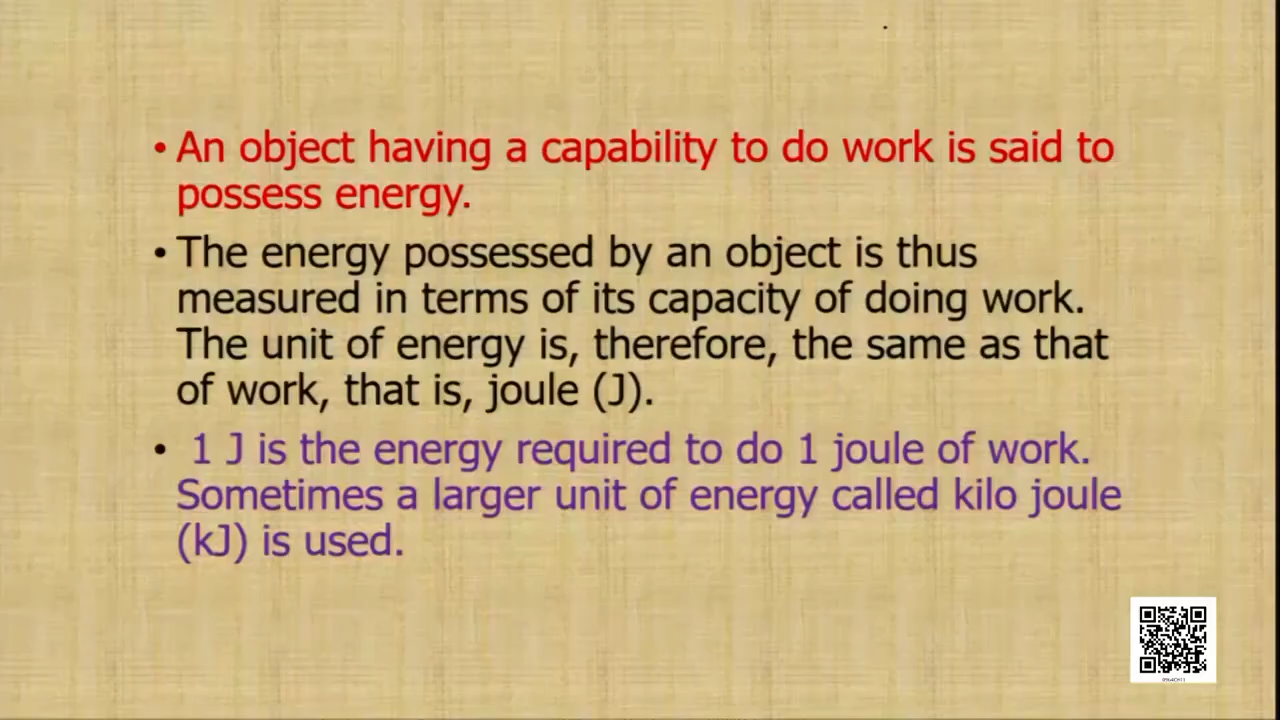 • An object having a capability to do work is said to
possess energy.
• The energy possessed by an object is thus
measured in terms of its capacity of doing work.
The unit of energy is, therefore, the same as that
of work, that is, joule (J).
• 1 J is the energy required to do 1 joule of work.
Sometimes a larger unit of energy called kilo joule
(kJ) is used.